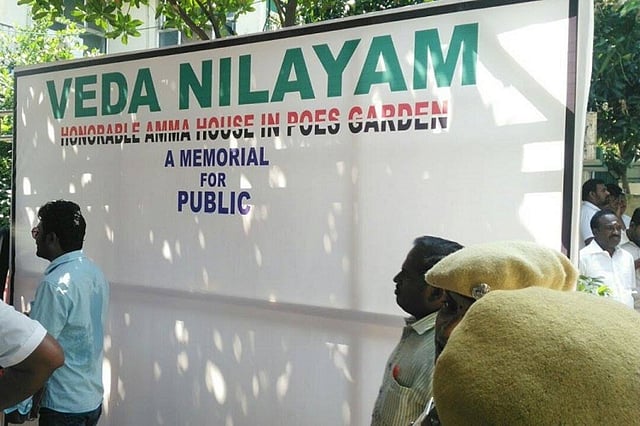 VEDA NILAYAM
HONORABLE AMMA HOUSE IN POES GARDEN
A MEMORIAL
FOR
PUBLIC